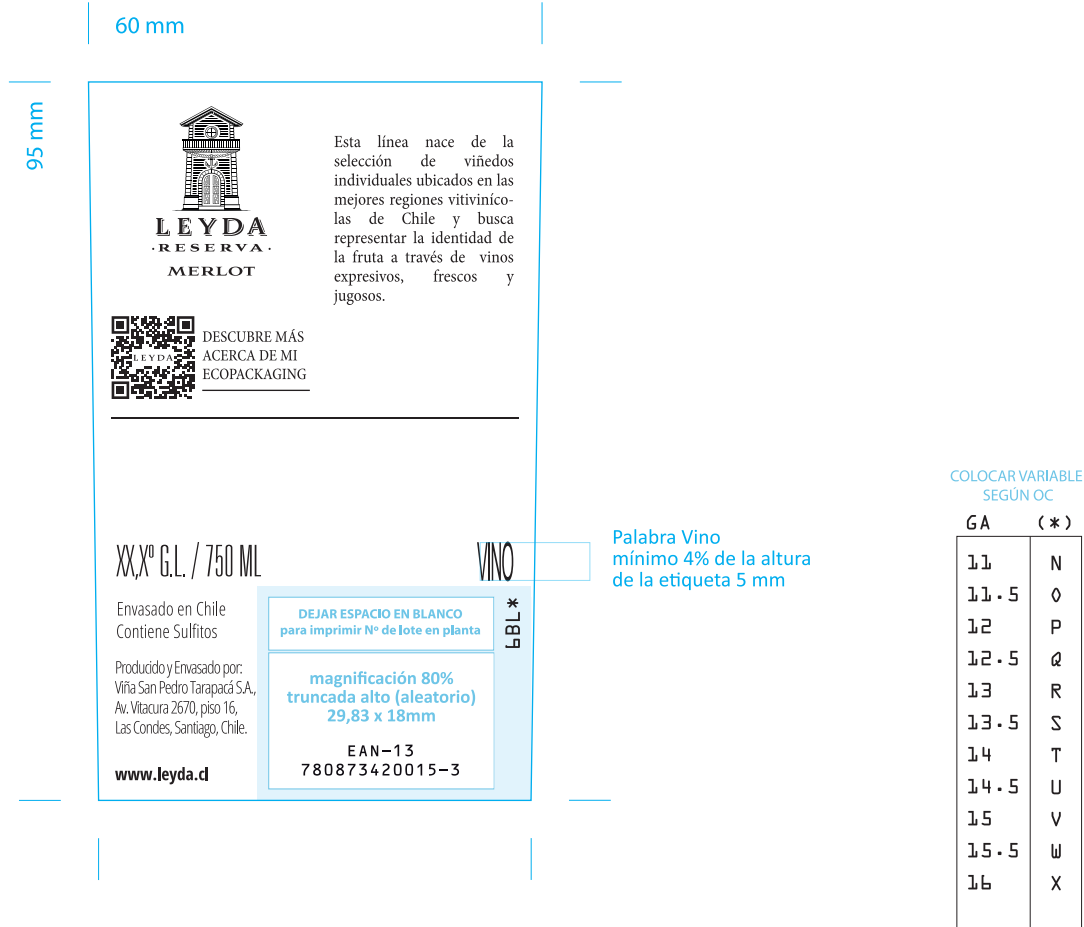 60 mm
95 mm
LEYDA
·RESERVA·
MERLOT
Esta línea nace de la
selección de viñedos
individuales ubicados en las
mejores regiones vitiviníco-
las de Chile y busca
representar la identidad de
la fruta a través de vinos
expresivos, frescos y
jugosos.
LEYDA
DESCUBRE MÁS
ACERCA DE MI
ECOPACKAGING
XX,Xº G.L. / 750 ML
VINO
Palabra Vino
mínimo 4% de la altura
de la etiqueta 5 mm
Envasado en Chile
Contiene Sulfitos
Producido y Envasado por:
Viña San Pedro Tarapacá S.A.,
Av. Vitacura 2670, piso 16,
Las Condes, Santiago, Chile.
www.leyda.cl
DEJAR ESPACIO EN BLANCO
para imprimir Nº de lote en planta
6BL*
magnificación 80%
truncada alto (aleatorio)
29,83 x 18mm
EAN-13
780873420015-3
COLOCAR VARIABLE
SEGÚN OC
GA (*)
11 N
11.5 O
12 P
12.5 Q
13 R
13.5 S
14 T
14.5 U
15 V
15.5 W
16 X